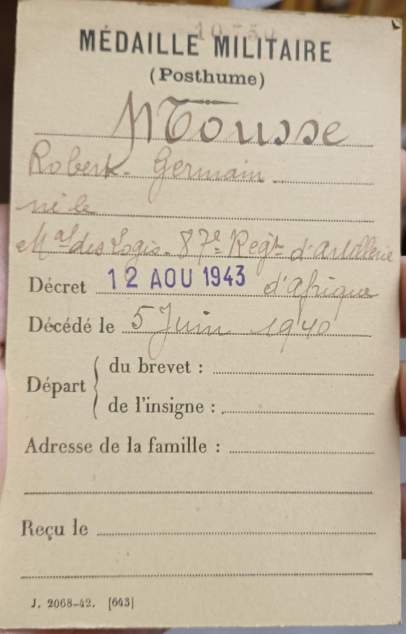 MÉDAILLE MILITAIRE
(Posthume)
Mousse
Robert. Germain
né le
Mal des Logis. 87e Regt d'Artillerie
Décret 12 AOU 1943 d'Afrique
Décédé le 5 Juin 1940
Départ { du brevet :
de l'insigne :
Adresse de la famille :
Reçu le
J. 2068-42. [643]